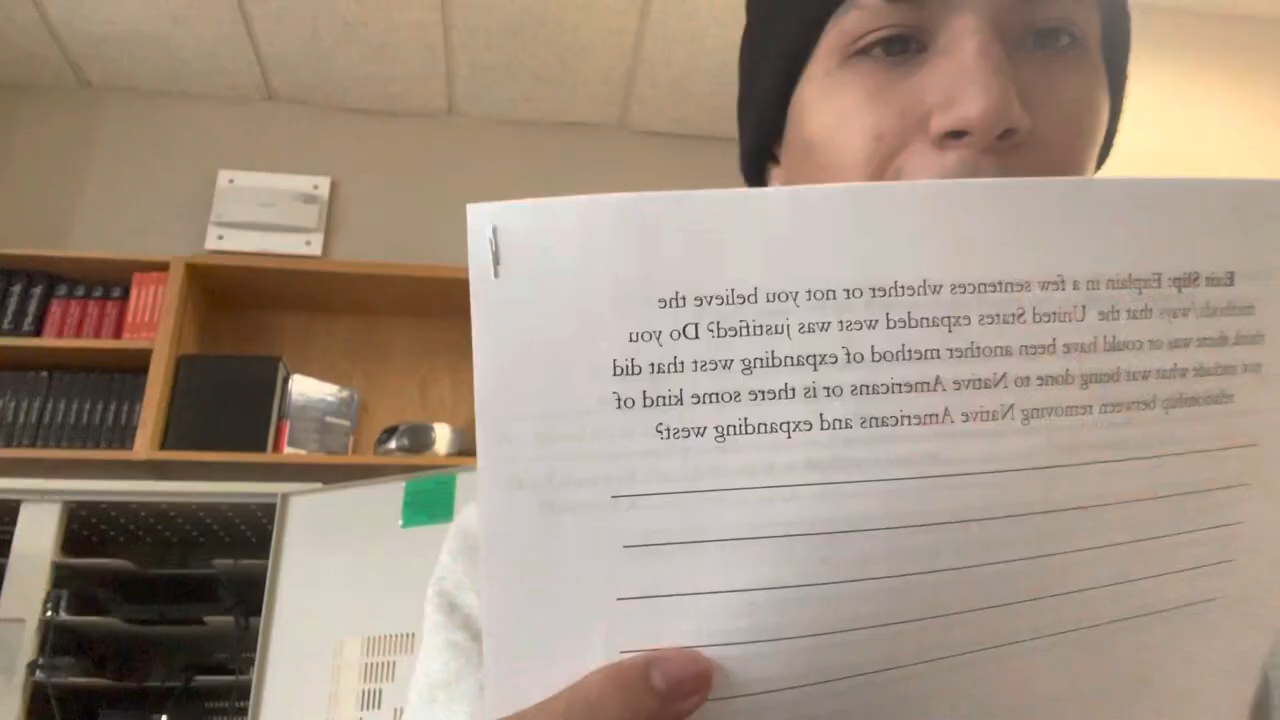 Exit Slip: Explain in a few sentences whether or not you believe the
methods/ways that the United States expanded west was justified? Do you
think there was or could have been another method of expanding west that did
not include what was being done to Native Americans or is there some kind of
relationship between removing Native Americans and expanding west?